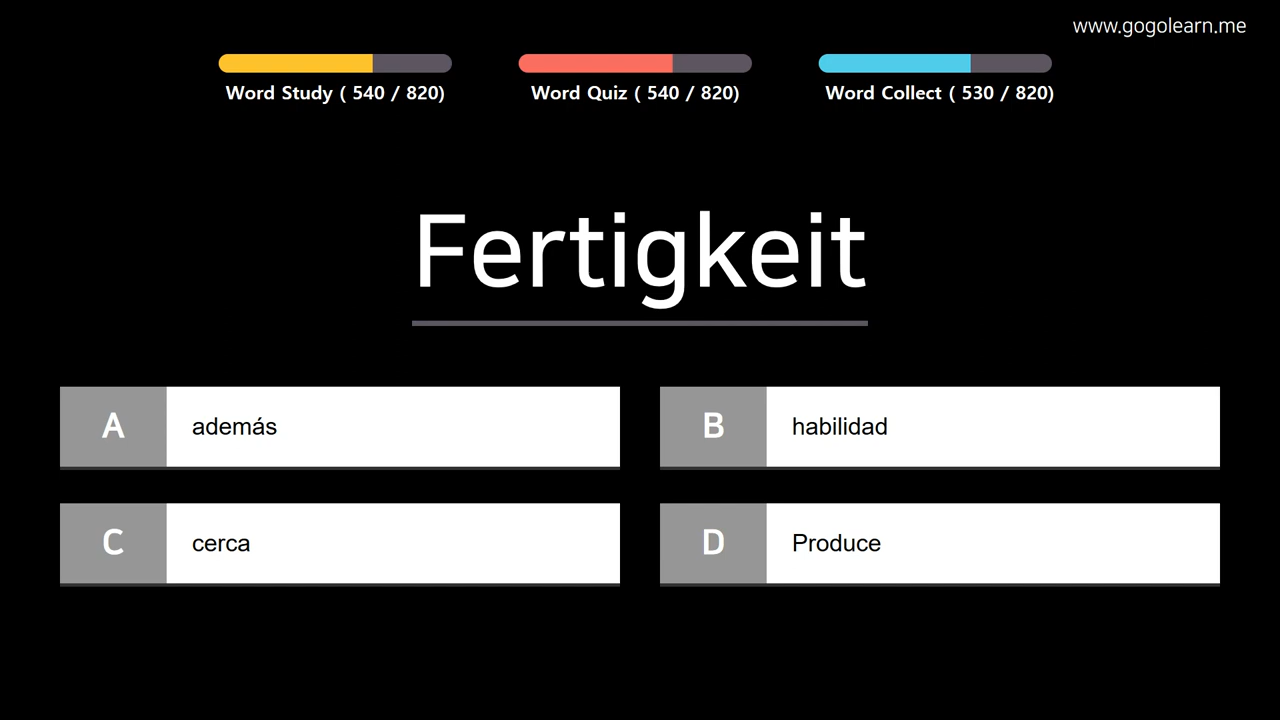 www.gogolearn.me
Word Study ( 540 / 820)
Word Quiz ( 540 / 820)
Word Collect ( 530 / 820)
Fertigkeit
A
además
B
habilidad
C
cerca
D
Produce